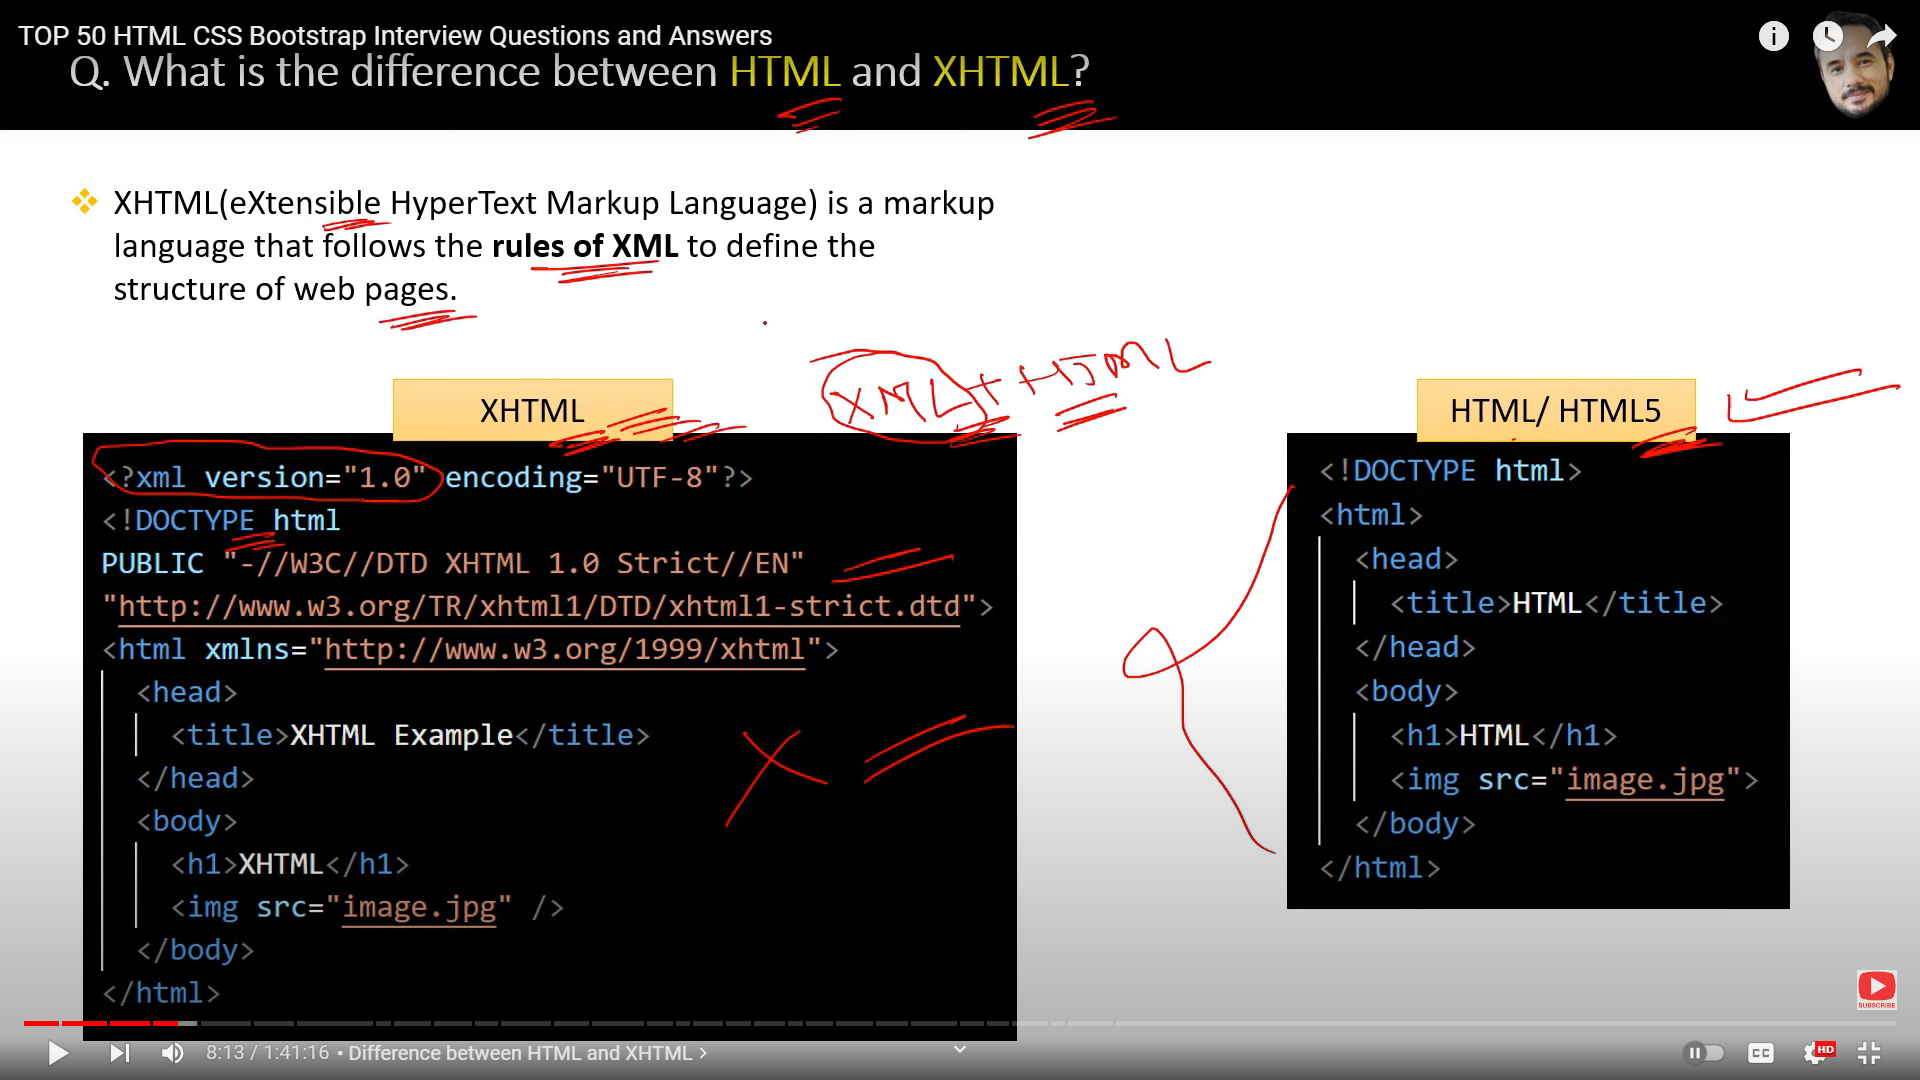 TOP 50 HTML CSS Bootstrap Interview Questions and Answers
Q. What is the difference between HTML and XHTML?
XHTML(eXtensible HyperText Markup Language) is a markup
language that follows the rules of XML to define the
structure of web pages.
XML + HTML
XHTML
<?xml version="1.0" encoding="UTF-8"?>
<!DOCTYPE html
PUBLIC "-//W3C//DTD XHTML 1.0 Strict//EN"
"http://www.w3.org/TR/xhtml1/DTD/xhtml1-strict.dtd">
<html xmlns="http://www.w3.org/1999/xhtml">
<head>
<title>XHTML Example</title>
</head>
<body>
<h1>XHTML</h1>
<img src="image.jpg" />
</body>
</html>
HTML/ HTML5
<!DOCTYPE html>
<html>
<head>
<title>HTML</title>
</head>
<body>
<h1>HTML</h1>
<img src="image.jpg">
</body>
</html>
SUBSCRIBE
8:13 / 1:41:16 • Difference between HTML and XHTML >
CC
HD